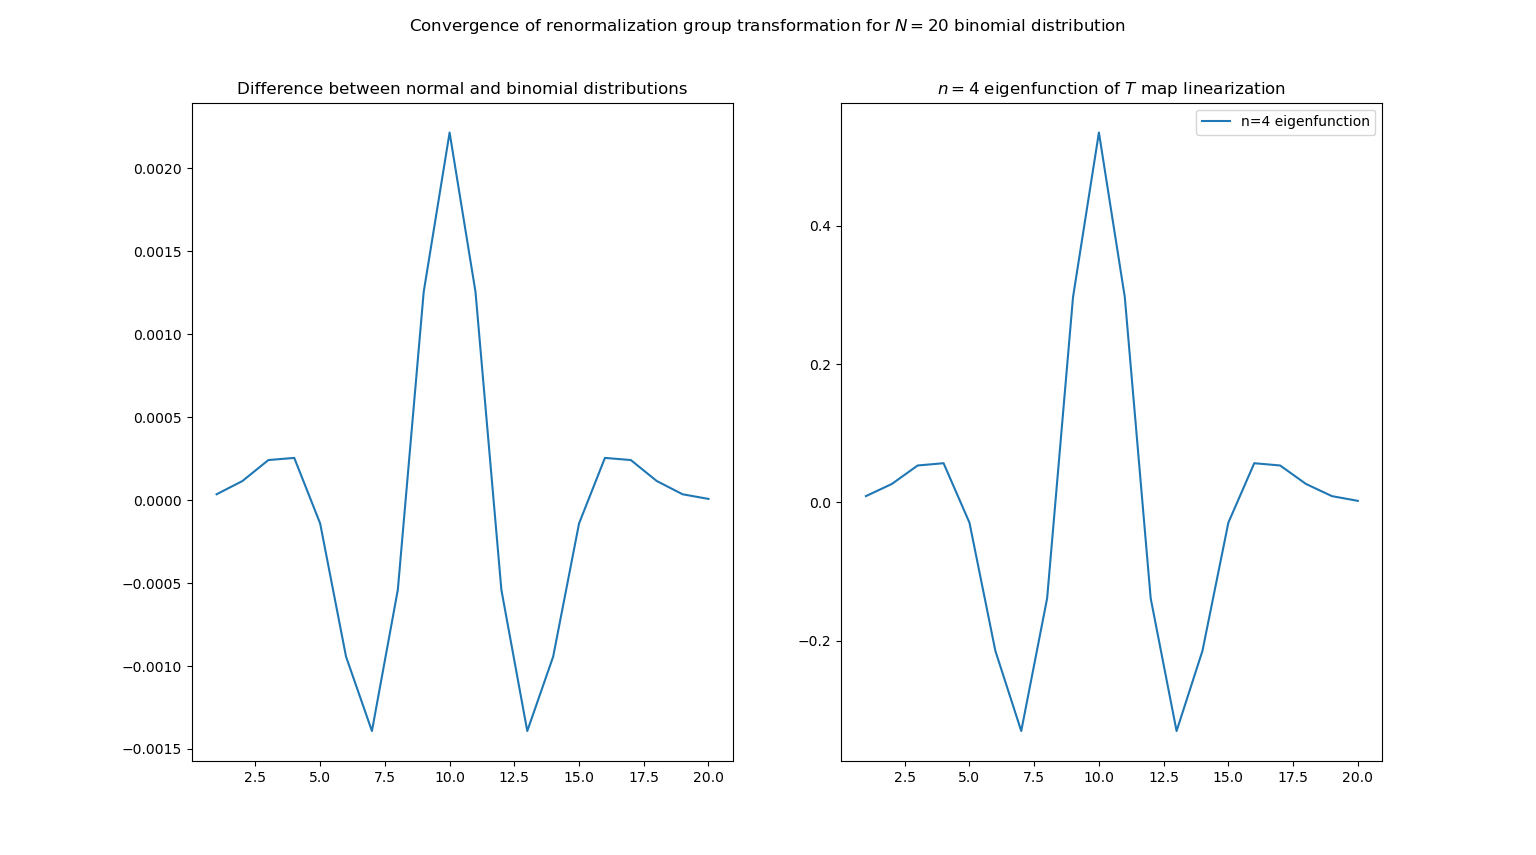 Convergence of renormalization group transformation for N = 20 binomial distribution
Difference between normal and binomial distributions
0.0020
0.0015
0.0010
0.0005
0.0000
−0.0005
−0.0010
−0.0015
2.5 5.0 7.5 10.0 12.5 15.0 17.5 20.0
n = 4 eigenfunction of T map linearization
n=4 eigenfunction
0.4
0.2
0.0
−0.2
2.5 5.0 7.5 10.0 12.5 15.0 17.5 20.0